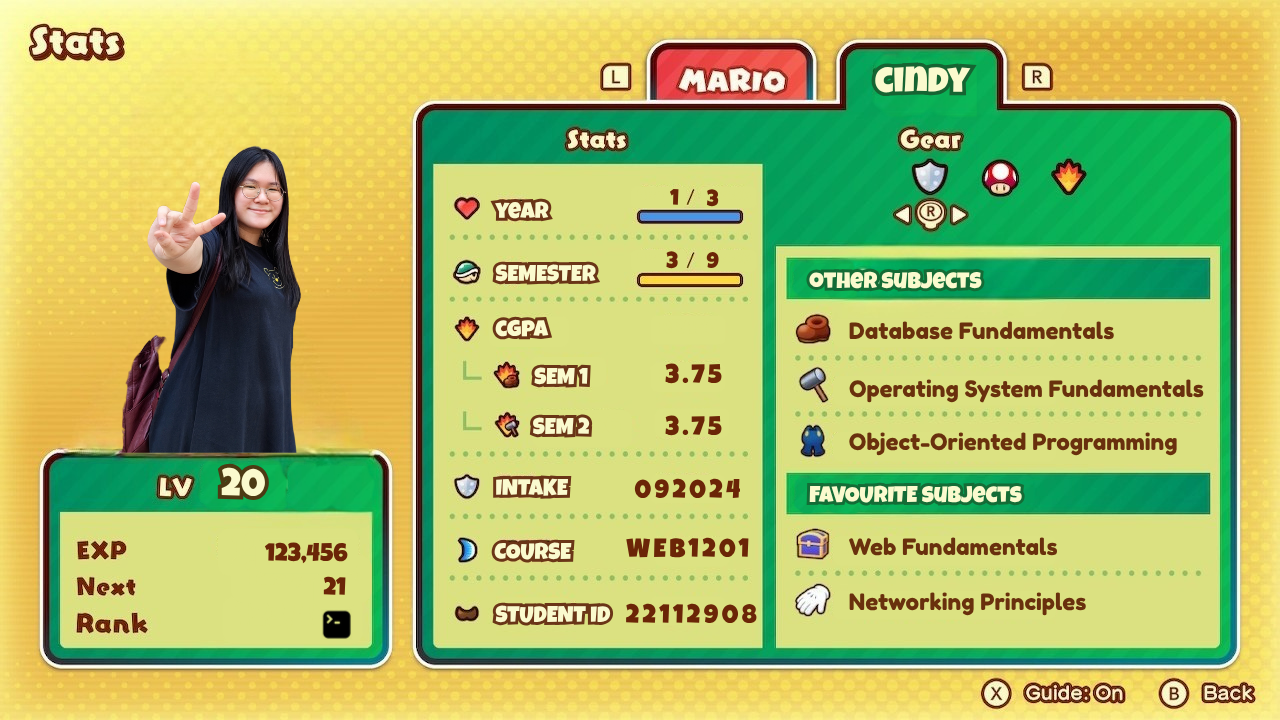 Stats
L
MARIO
CINDY
R
Stats
Gear
YEAR 1 / 3
R
SEMESTER 3 / 9
CGPA
SEM 1 3.75
SEM 2 3.75
INTAKE 092024
COURSE WEB1201
STUDENT ID 22112908
OTHER SUBJECTS
Database Fundamentals
Operating System Fundamentals
Object-Oriented Programming
FAVOURITE SUBJECTS
Web Fundamentals
Networking Principles
LV 20
EXP 123,456
Next 21
Rank >-
X Guide: On
B Back